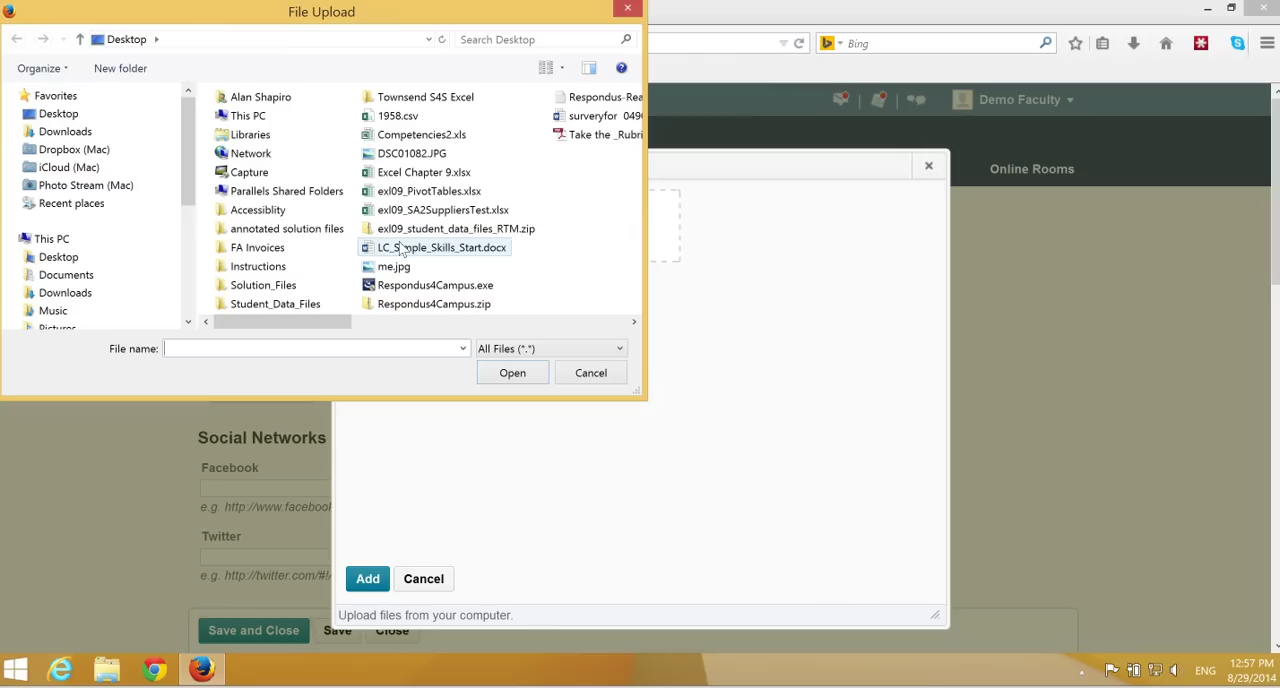 File Upload
Desktop
Search Desktop
Organize
New folder
Favorites
Desktop
Downloads
Dropbox (Mac)
iCloud (Mac)
Photo Stream (Mac)
Recent places
This PC
Desktop
Documents
Downloads
Music
Pictures
Alan Shapiro
This PC
Libraries
Network
Capture
Parallels Shared Folders
Accessiblity
annotated solution files
FA Invoices
Instructions
Solution_Files
Student_Data_Files
Townsend S4S Excel
1958.csv
Competencies2.xls
DSC01082.JPG
Excel Chapter 9.xlsx
exl09_PivotTables.xlsx
exl09_SA2SuppliersTest.xlsx
exl09_student_data_files_RTM.zip
LC_Sample_Skills_Start.docx
me.jpg
Respondus4Campus.exe
Respondus4Campus.zip
Respondus-Rea
surveyfor 049
Take the _Rubri
File name:
All Files (*.*)
Open
Cancel
Bing
Demo Faculty
Online Rooms
Social Networks
Facebook
e.g. http://www.facebook
Twitter
e.g. http://twitter.com/#!/
Add
Cancel
Upload files from your computer.
Save and Close
Save
Close
ENG
12:57 PM
8/29/2014